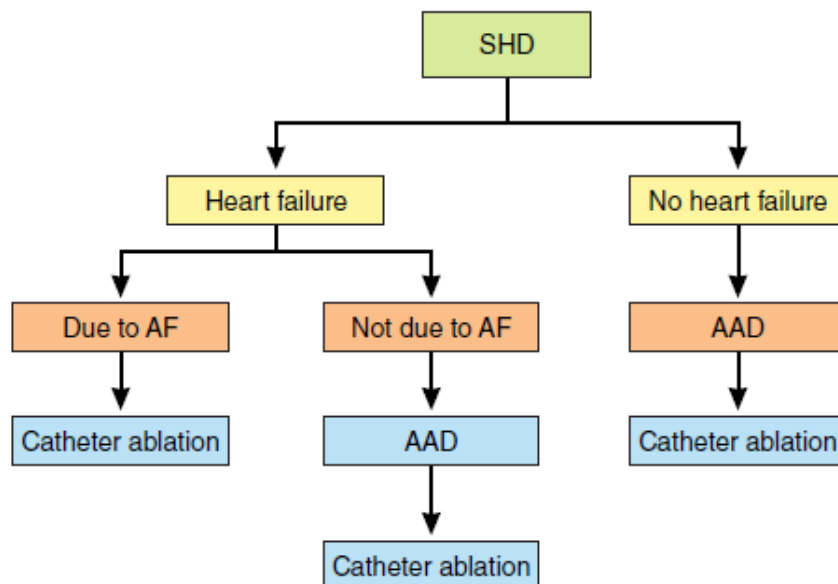 SHD
Heart failure
No heart failure
Due to AF
Not due to AF
AAD
Catheter ablation
AAD
Catheter ablation
Catheter ablation